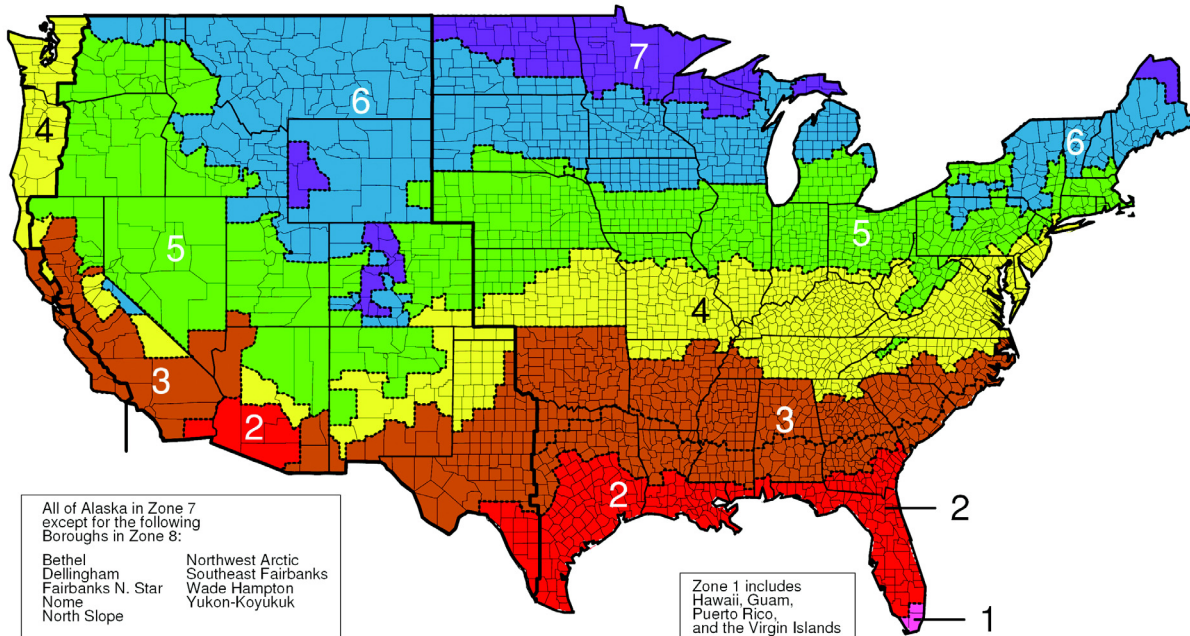 7
4
6
4
6
5
5
4
3
3
2
2
2
1
All of Alaska in Zone 7
except for the following
Boroughs in Zone 8:
Bethel
Dellingham
Fairbanks N. Star
Nome
North Slope
Northwest Arctic
Southeast Fairbanks
Wade Hampton
Yukon-Koyukuk
Zone 1 includes
Hawaii, Guam,
Puerto Rico,
and the Virgin Islands